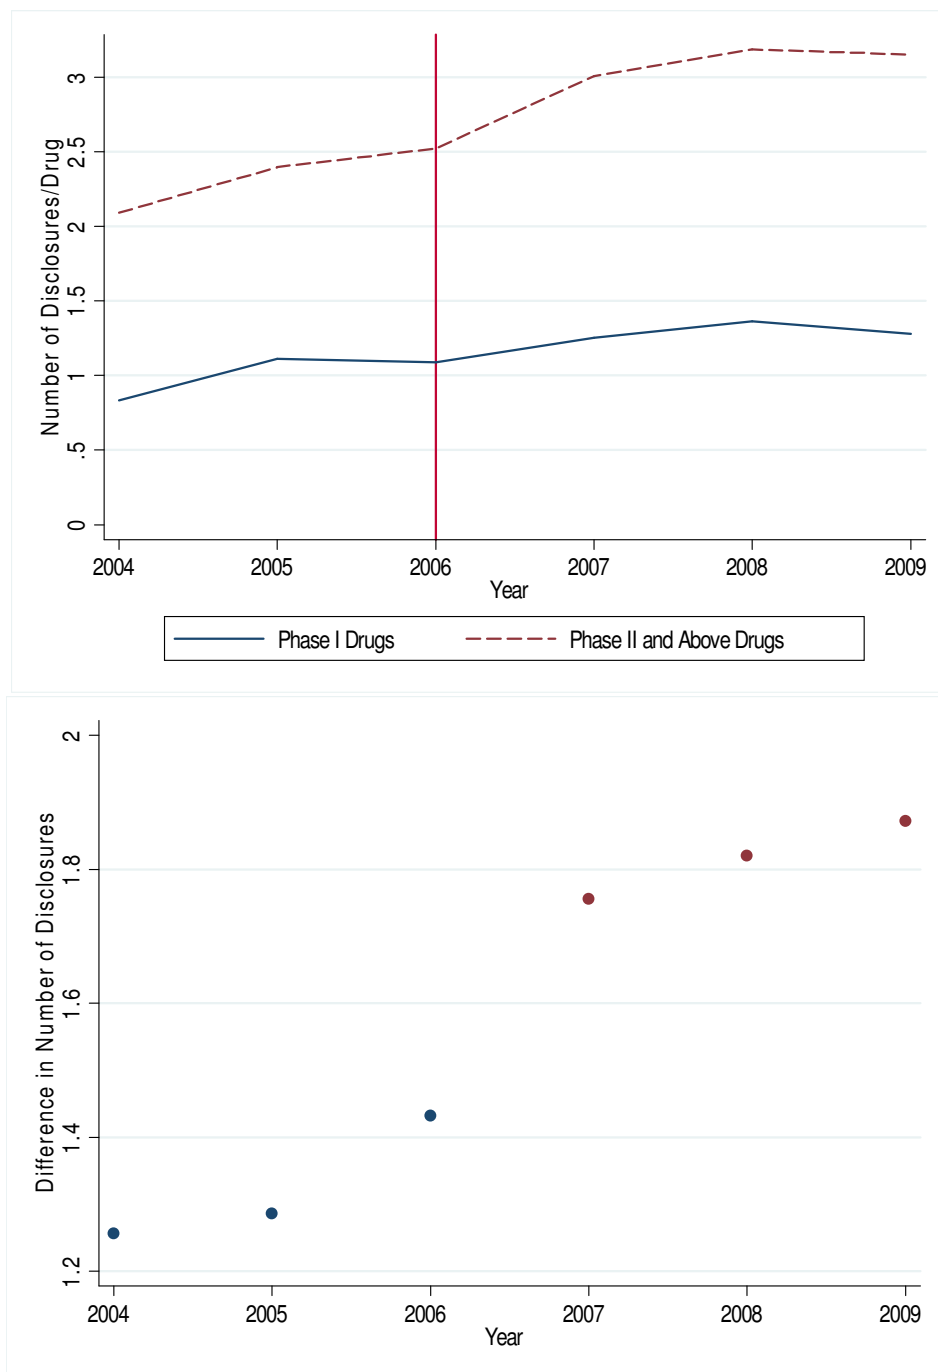 Number of Disclosures/Drug
3
2.5
2
1.5
1
.5
0
2004 2005 2006 2007 2008 2009
Year
Phase I Drugs Phase II and Above Drugs
Difference in Number of Disclosures
2
1.8
1.6
1.4
1.2
2004 2005 2006 2007 2008 2009
Year